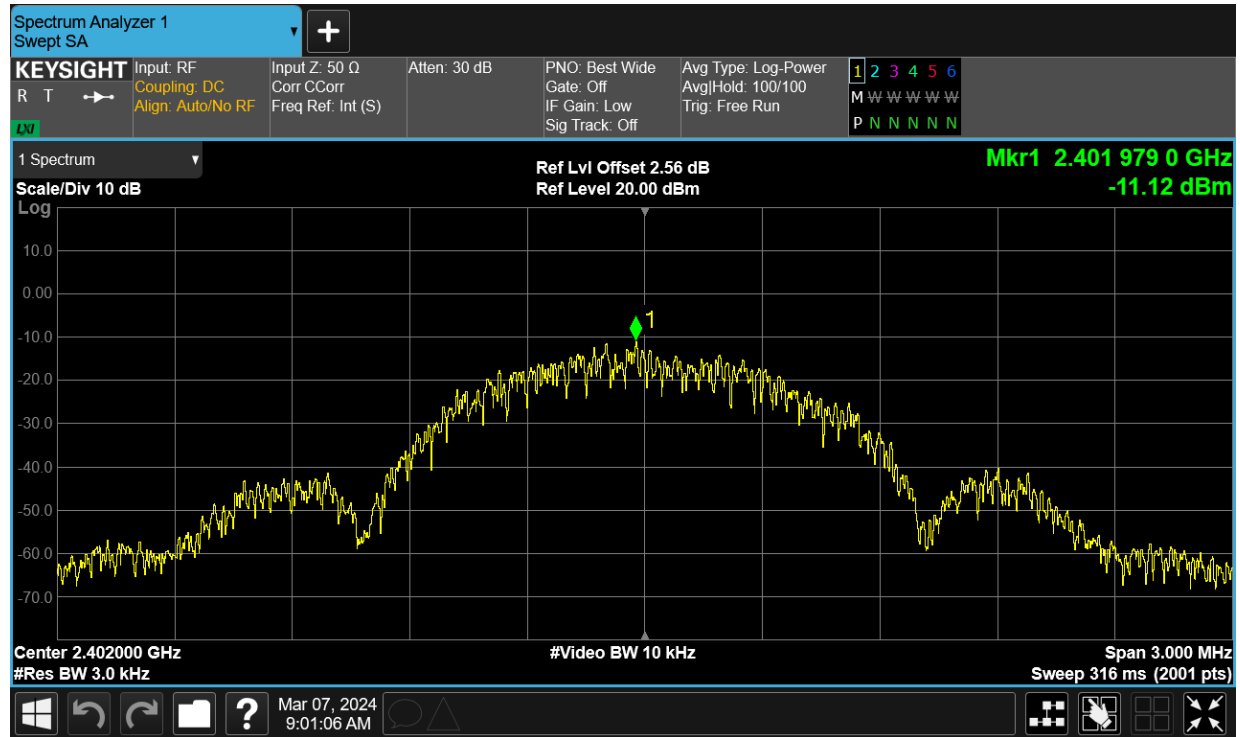 Spectrum Analyzer 1
Swept SA
KEYSIGHT
R T
LXI
Input: RF
Coupling: DC
Align: Auto/No RF
Input Z: 50 Ω
Corr CCorr
Freq Ref: Int (S)
Atten: 30 dB
PNO: Best Wide
Gate: Off
IF Gain: Low
Sig Track: Off
Avg Type: Log-Power
Avg|Hold: 100/100
Trig: Free Run
1 2 3 4 5 6
M W W W W W
P N N N N N
1 Spectrum
Scale/Div 10 dB
Log
Ref Lvl Offset 2.56 dB
Ref Level 20.00 dBm
Mkr1 2.401 979 0 GHz
-11.12 dBm
10.0
0.00
-10.0
-20.0
-30.0
-40.0
-50.0
-60.0
-70.0
1
Center 2.402000 GHz
#Res BW 3.0 kHz
#Video BW 10 kHz
Span 3.000 MHz
Sweep 316 ms (2001 pts)
?
Mar 07, 2024
9:01:06 AM